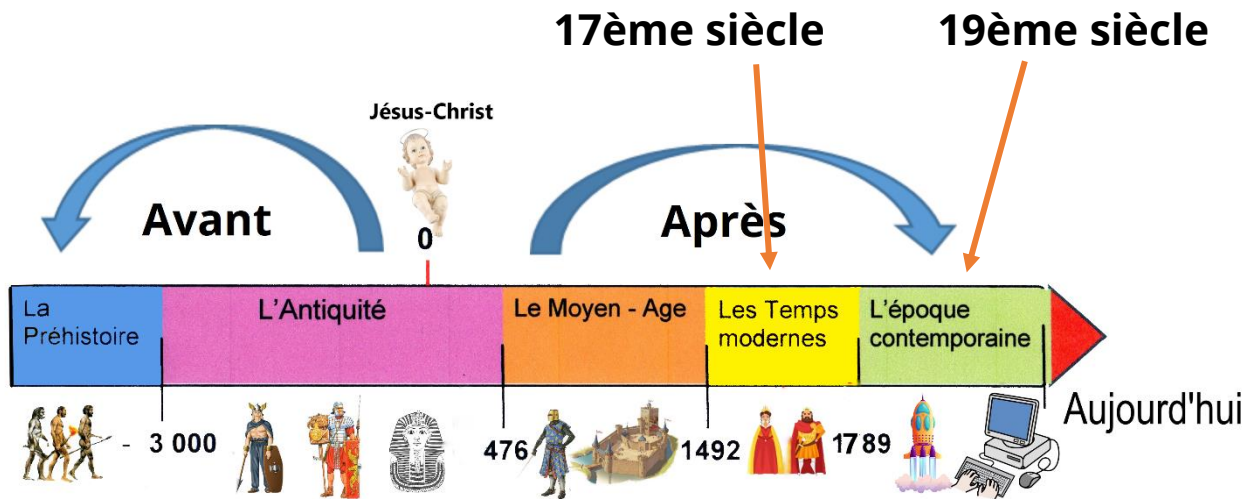 17ème siècle
19ème siècle
Jésus-Christ
Avant
Après
0
La
Préhistoire
L'Antiquité
Le Moyen - Age
Les Temps
modernes
L'époque
contemporaine
- 3 000
476
1492
1789
Aujourd'hui